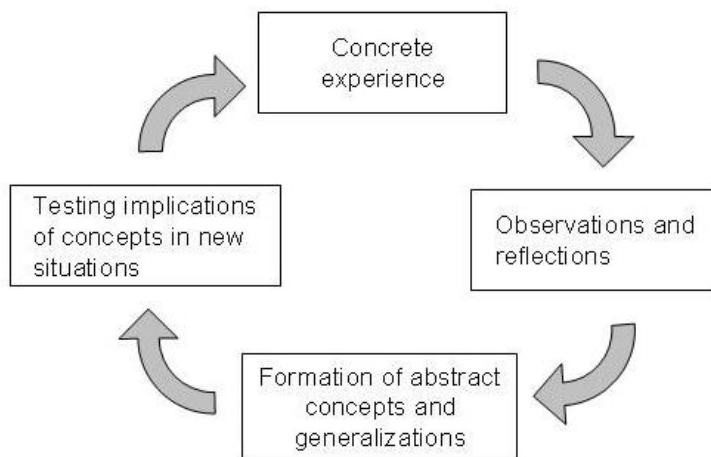 Concrete
experience
Observations and
reflections
Formation of abstract
concepts and
generalizations
Testing implications
of concepts in new
situations